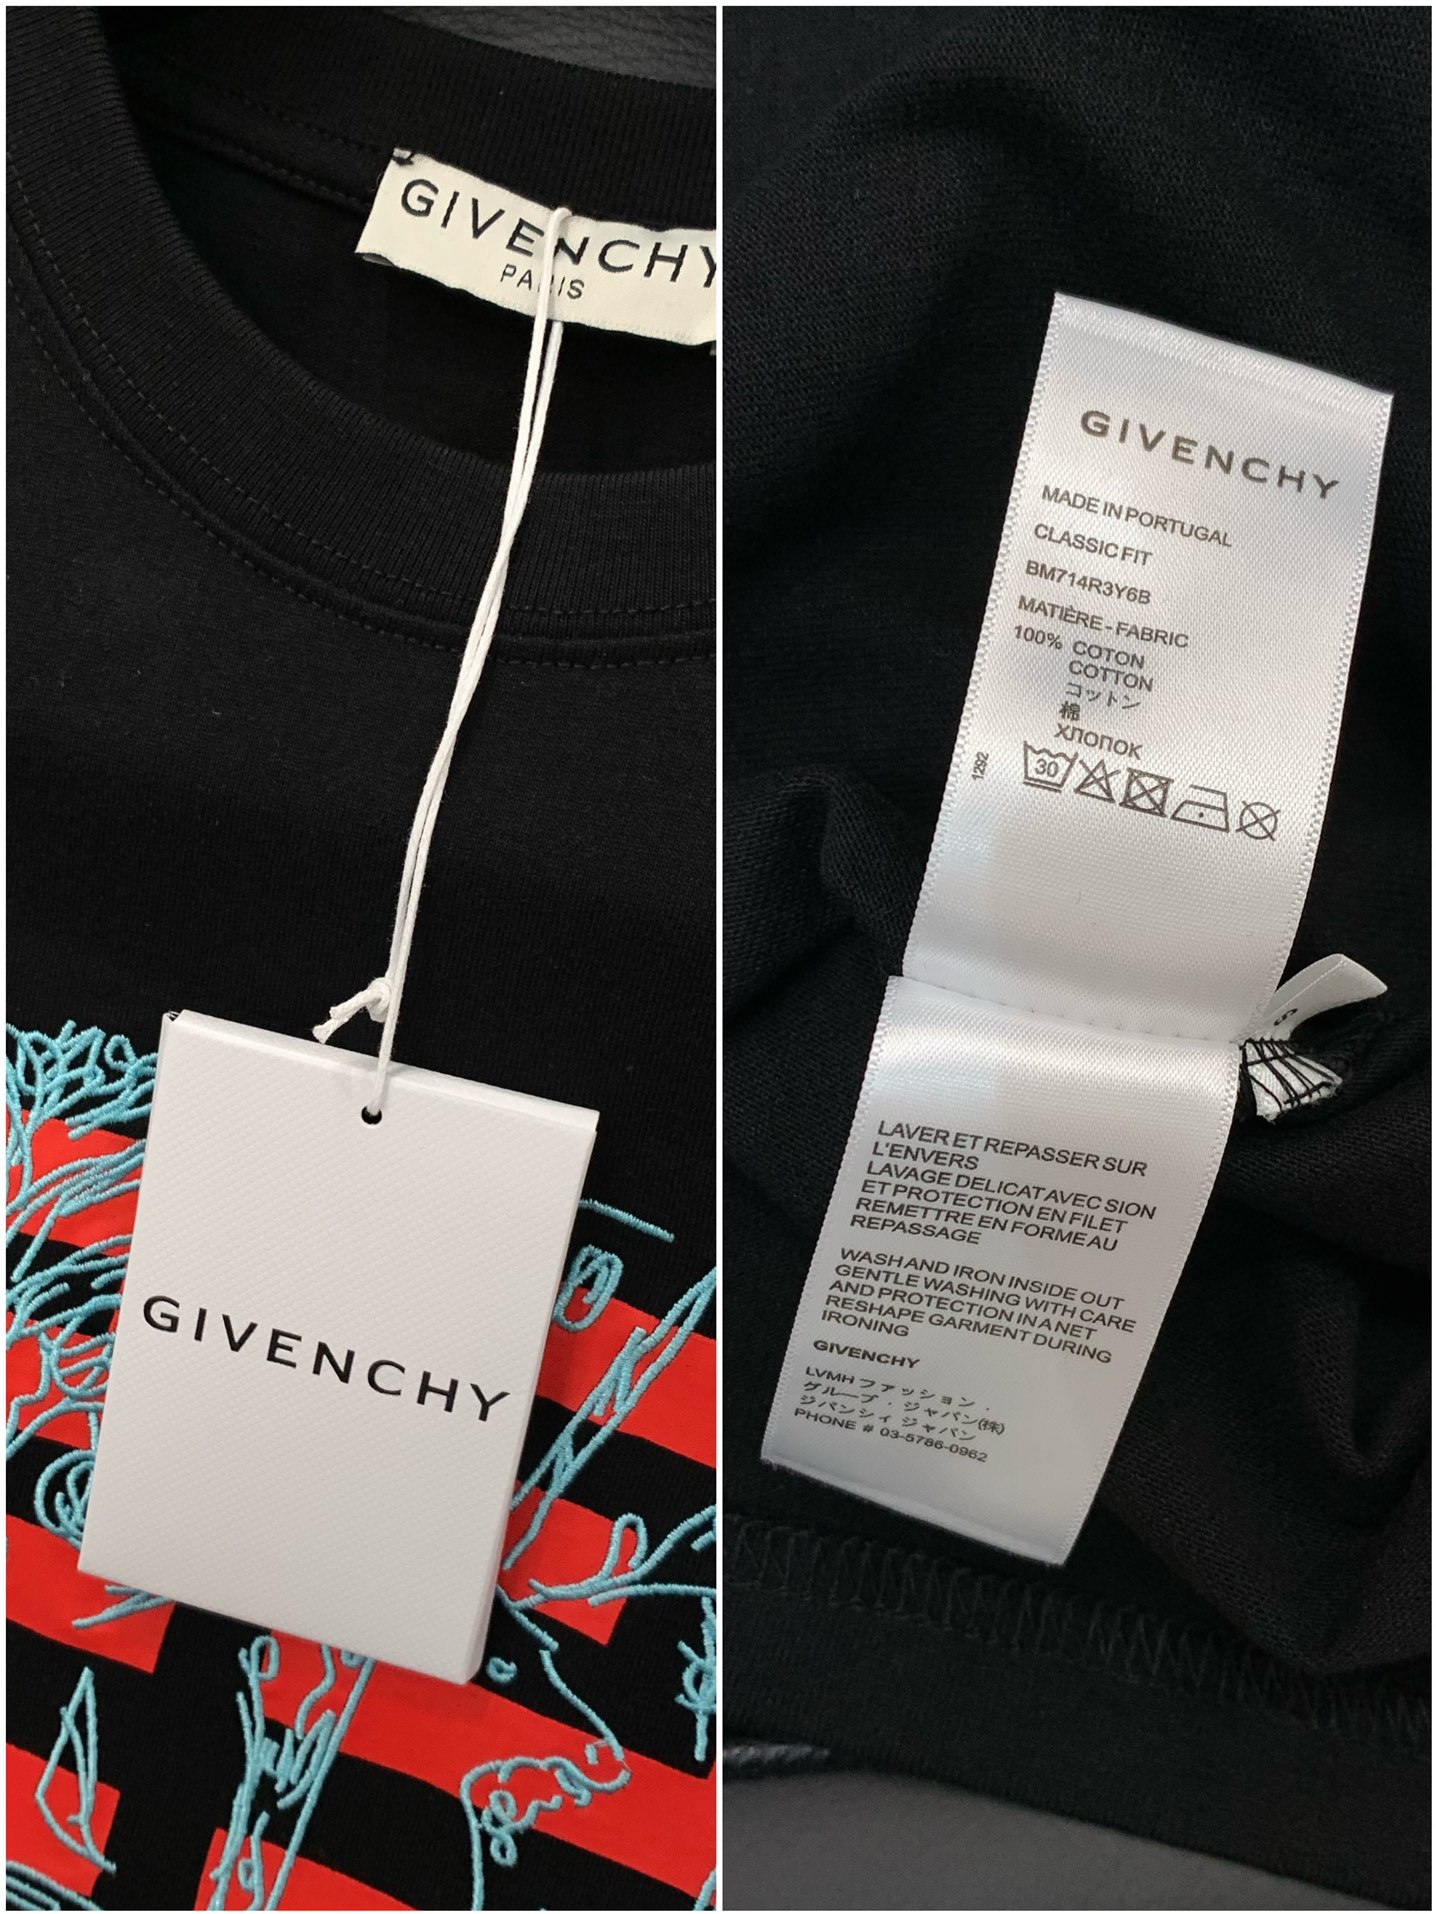 GIVENCHY
PARIS
GIVENCHY
GIVENCHY
MADE IN PORTUGAL
CLASSIC FIT
BM714R3Y6B
MATIÈRE - FABRIC
100% COTON
COTTON
コットン
棉
ХЛОПОК
1292
30
S
LAVER ET REPASSER SUR
L'ENVERS
LAVAGE DELICAT AVEC SION
ET PROTECTION EN FILET
REMETTRE EN FORME AU
REPASSAGE
WASH AND IRON INSIDE OUT
GENTLE WASHING WITH CARE
AND PROTECTION IN A NET
RESHAPE GARMENT DURING
IRONING
GIVENCHY
LVMH ファッション・
グループ・ジャパン(株)
ジバンシィ ジャパン
PHONE # 03-5786-0962